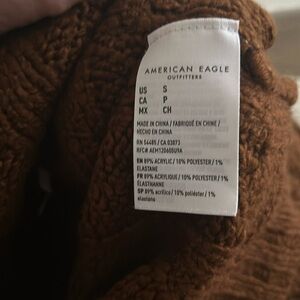 AMERICAN EAGLE
OUTFITTERS
US S
CA P
MX CH
MADE IN CHINA / FABRIQUÉ EN CHINE /
HECHO EN CHINA
RN 54485 / CA 03873
RFC# AEM120608U9A
EN 89% ACRYLIC / 10% POLYESTER / 1%
ELASTANE
FR 89% ACRYLIQUE / 10% POLYESTER / 1%
ÉLASTHANNE
SP 89% acrílico / 10% poliéster / 1%
elastano